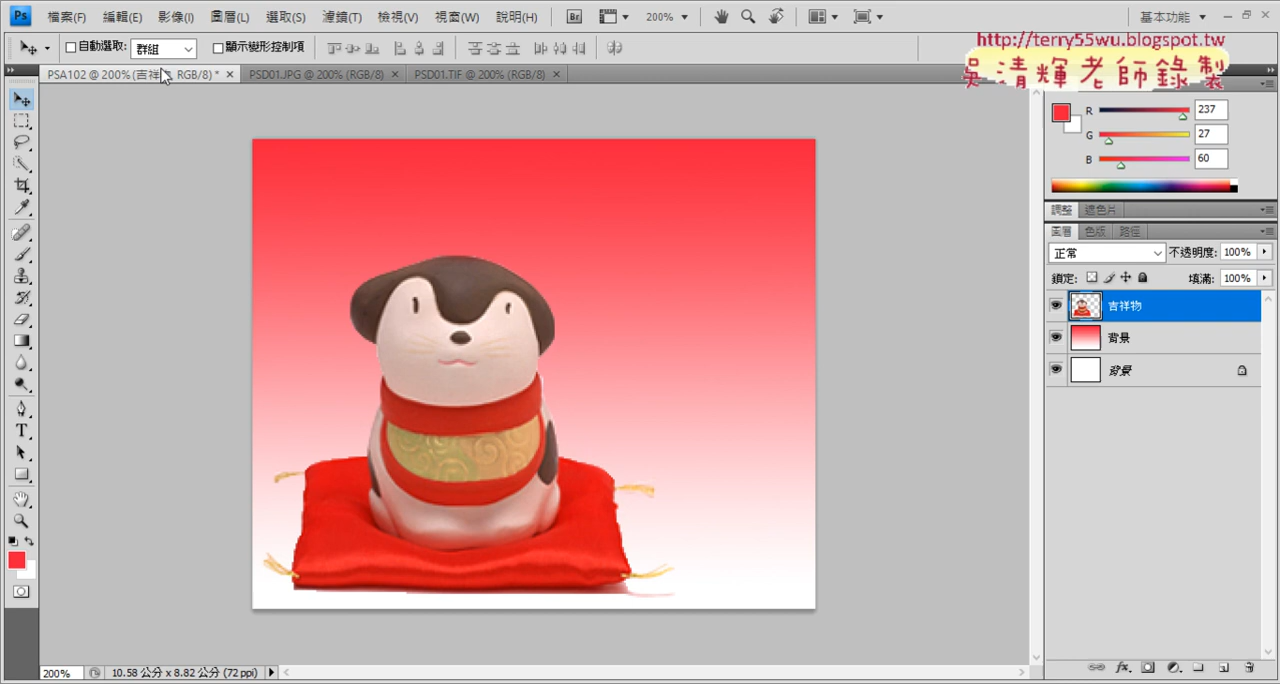 Ps 檔案(F) 編輯(E) 影像(I) 圖層(L) 選取(S) 濾鏡(T) 檢視(V) 視窗(W) 說明(H) Br 200% 基本功能
自動選取: 群組 顯示變形控制項
http://terry55wu.blogspot.tw
吳清輝老師錄製
PSA102 @ 200% (吉祥物, RGB/8) * PSD01.JPG @ 200% (RGB/8) PSD01.TIF @ 200% (RGB/8)
R 237
G 27
B 60
調整 遮色片
圖層 色版 路徑
正常 不透明度: 100%
鎖定: 填滿: 100%
吉祥物
背景
背景
T
fx
200% 10.58 公分 x 8.82 公分 (72 ppi)